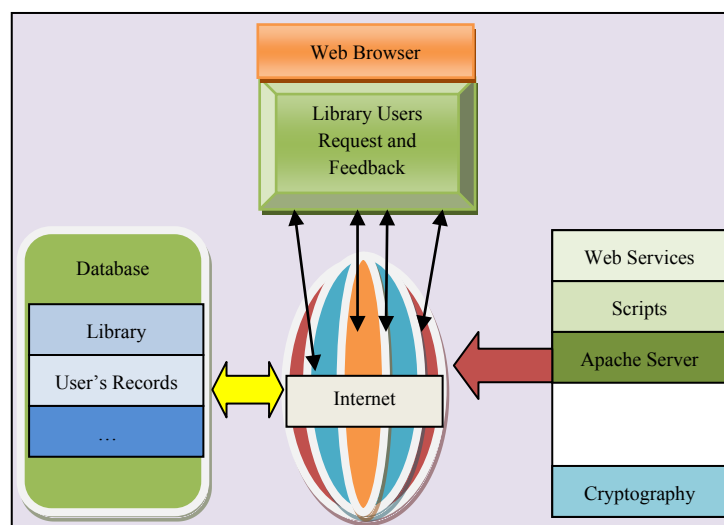 Web Browser
Library Users
Request and
Feedback
Database
Library
User's Records
…
Internet
Web Services
Scripts
Apache Server
Cryptography